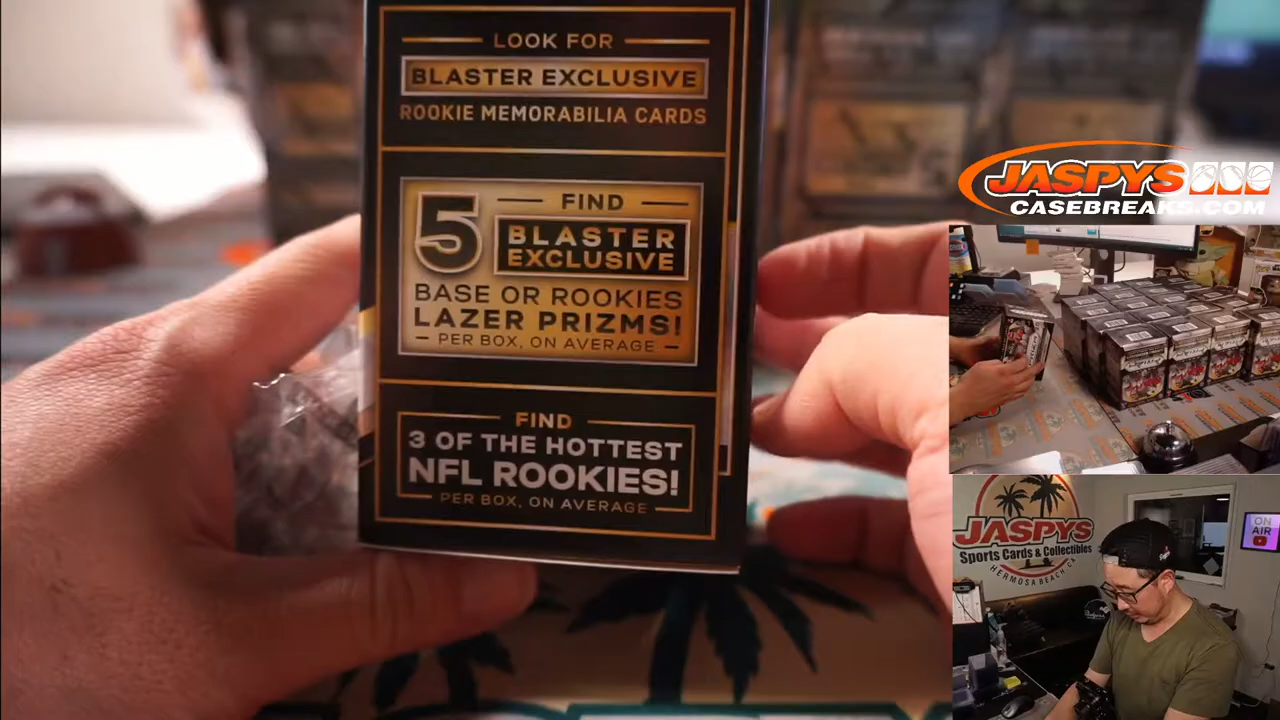 LOOK FOR
BLASTER EXCLUSIVE
ROOKIE MEMORABILIA CARDS
5
FIND
BLASTER
EXCLUSIVE
BASE OR ROOKIES
LAZER PRIZMS!
PER BOX, ON AVERAGE
FIND
3 OF THE HOTTEST
NFL ROOKIES!
PER BOX, ON AVERAGE
JASPYS
CASEBREAKS.COM
JASPYS
Sports Cards & Collectibles
HERMOSA BEACH CA
ON
AIR